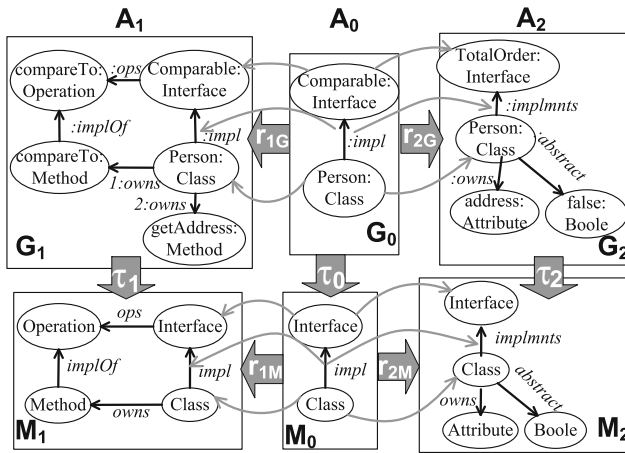 A1
A0
A2
compareTo:
Operation
:ops
Comparable:
Interface
:implOf
:impl
compareTo:
Method
1:owns
Person:
Class
2:owns
getAddress:
Method
G1
r1G
Comparable:
Interface
:impl
Person:
Class
G0
r2G
TotalOrder:
Interface
:implmnts
Person:
Class
:abstract
:owns
address:
Attribute
false:
Boole
G2
τ1
τ0
τ2
Operation
ops
Interface
implOf
impl
Method
owns
Class
M1
r1M
Interface
impl
Class
M0
r2M
Interface
implmnts
Class
abstract
owns
Attribute
Boole
M2